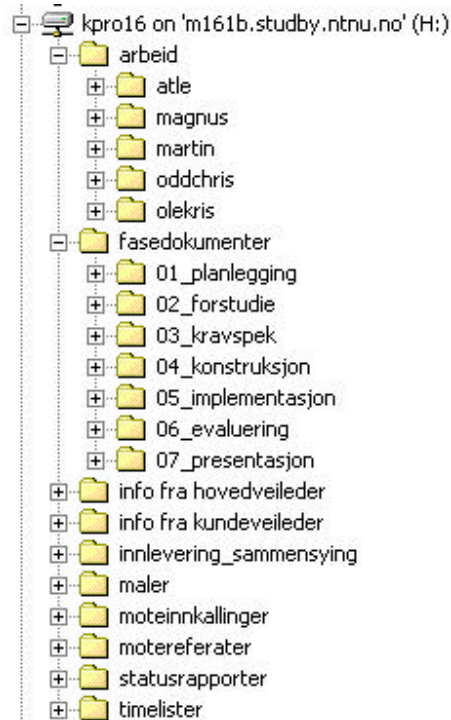 kpro16 on 'm161b.studby.ntnu.no' (H:)
arbeid
atle
magnus
martin
oddchris
olekris
fasedokumenter
01_planlegging
02_forstudie
03_kravspek
04_konstruksjon
05_implementasjon
06_evaluering
07_presentasjon
info fra hovedveileder
info fra kundeveileder
innlevering_sammensying
maler
moteinnkallinger
motereferater
statusrapporter
timelister